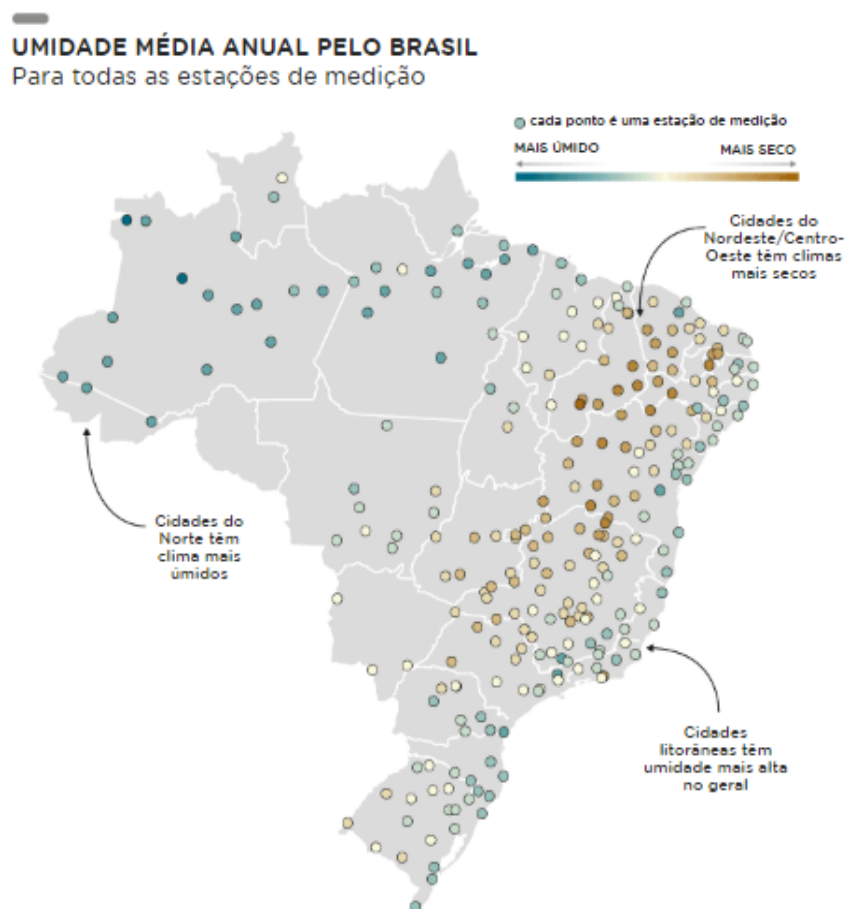 UMIDADE MÉDIA ANUAL PELO BRASIL
Para todas as estações de medição
cada ponto é uma estação de medição
MAIS ÚMIDO
MAIS SECO
Cidades do
Nordeste/Centro-
Oeste têm climas
mais secos
Cidades do
Norte têm
clima mais
úmidos
Cidades
litorâneas têm
umidade mais alta
no geral